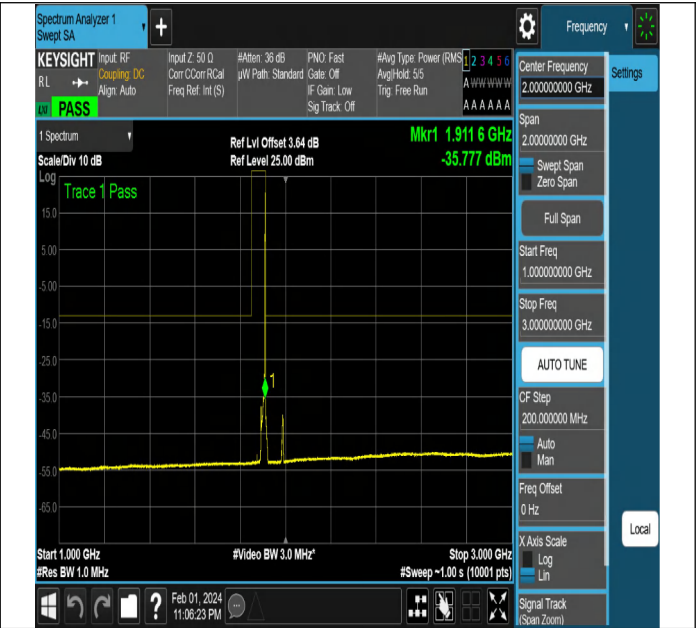 Spectrum Analyzer 1
Swept SA
+
Frequency
KEYSIGHT
RL
LXI
PASS
Input: RF
Coupling: DC
Align: Auto
Input Z: 50 Ω
Corr CCorr RCal
Freq Ref: Int (S)
#Atten: 36 dB
µW Path: Standard
PNO: Fast
Gate: Off
IF Gain: Low
Sig Track: Off
#Avg Type: Power (RMS
Avg|Hold: 5/5
Trig: Free Run
1 2 3 4 5 6
A W W W W W
A A A A A A
Center Frequency
2.000000000 GHz
Settings
1 Spectrum
Ref Lvl Offset 3.64 dB
Mkr1 1.911 6 GHz
Scale/Div 10 dB
Ref Level 25.00 dBm
-35.777 dBm
Log
Trace 1 Pass
15.0
5.00
-5.00
-15.0
-25.0
-35.0
-45.0
-55.0
-65.0
1
Start 1.000 GHz
#Video BW 3.0 MHz*
Stop 3.000 GHz
#Res BW 1.0 MHz
#Sweep ~1.00 s (10001 pts)
Span
2.00000000 GHz
Swept Span
Zero Span
Full Span
Start Freq
1.000000000 GHz
Stop Freq
3.000000000 GHz
AUTO TUNE
CF Step
200.000000 MHz
Auto
Man
Freq Offset
0 Hz
X Axis Scale
Log
Lin
Signal Track
(Span Zoom)
Local
?
Feb 01, 2024
11:06:23 PM